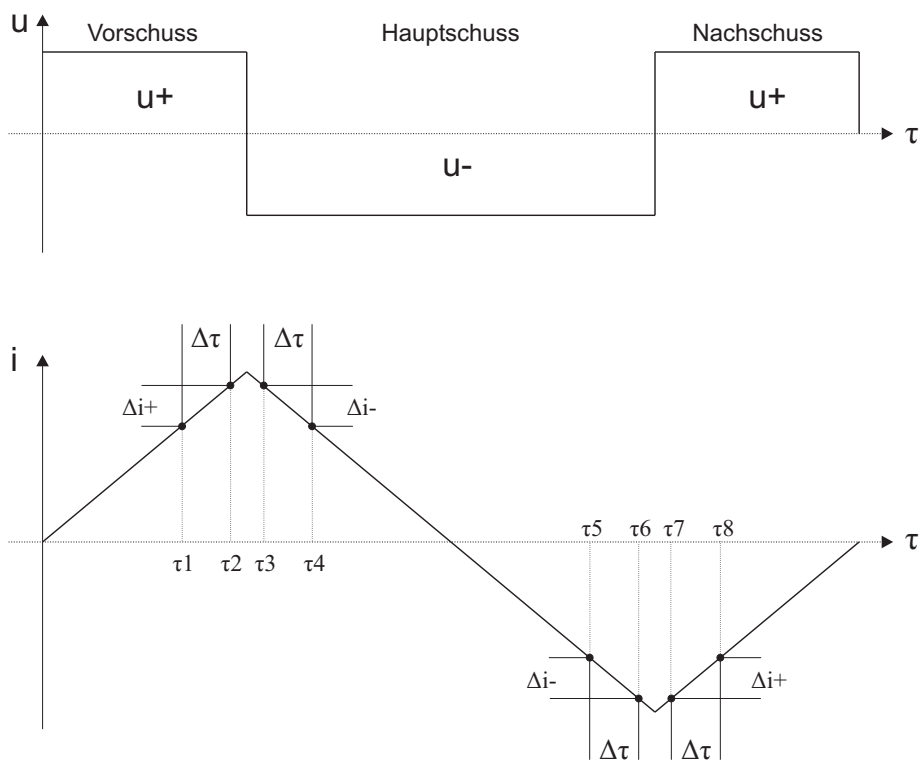 u Vorschuss Hauptschuss Nachschuss
u+ u+
τ
u-
Δτ Δτ
i
Δi+ Δi-
τ5 τ6 τ7 τ8
τ
τ1 τ2 τ3 τ4
Δi- Δi+
Δτ Δτ